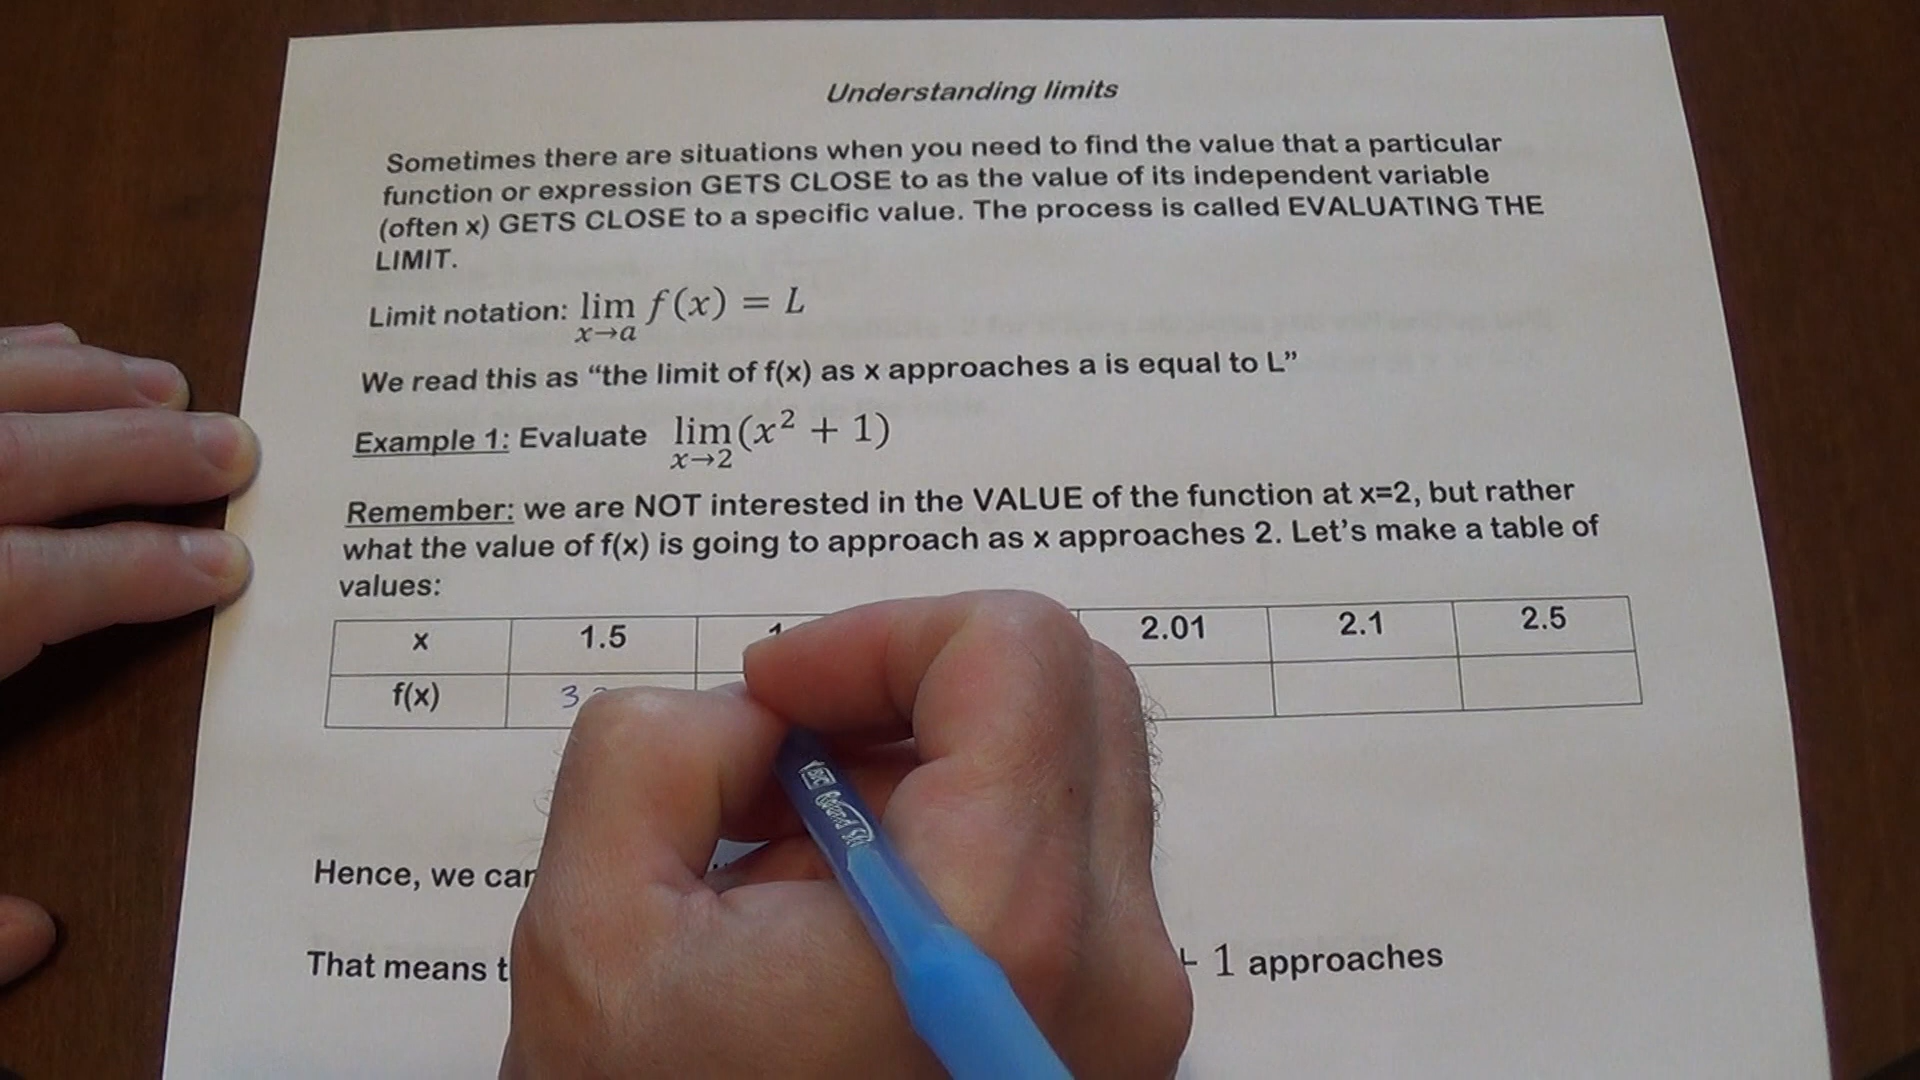 Understanding limits
Sometimes there are situations when you need to find the value that a particular
function or expression GETS CLOSE to as the value of its independent variable
(often x) GETS CLOSE to a specific value. The process is called EVALUATING THE
LIMIT.
Limit notation: lim f(x) = L
x→a
We read this as “the limit of f(x) as x approaches a is equal to L”
Example 1: Evaluate lim(x² + 1)
x→2
Remember: we are NOT interested in the VALUE of the function at x=2, but rather
what the value of f(x) is going to approach as x approaches 2. Let’s make a table of
values:
x 1.5 2.01 2.1 2.5
f(x) 3
Hence, we
That means
1 approaches